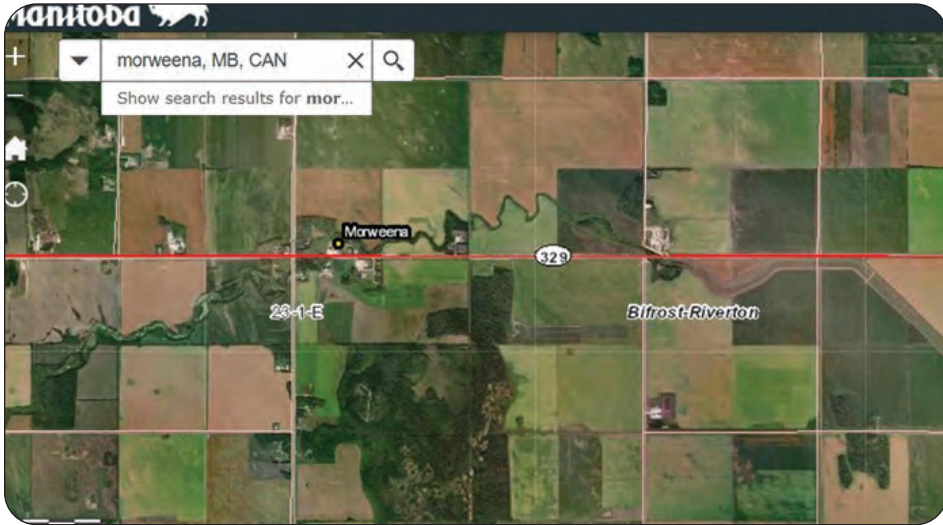 Manitoba
morweena, MB, CAN
Show search results for mor...
Morweena
329
23-1-E
Bifrost-Riverton